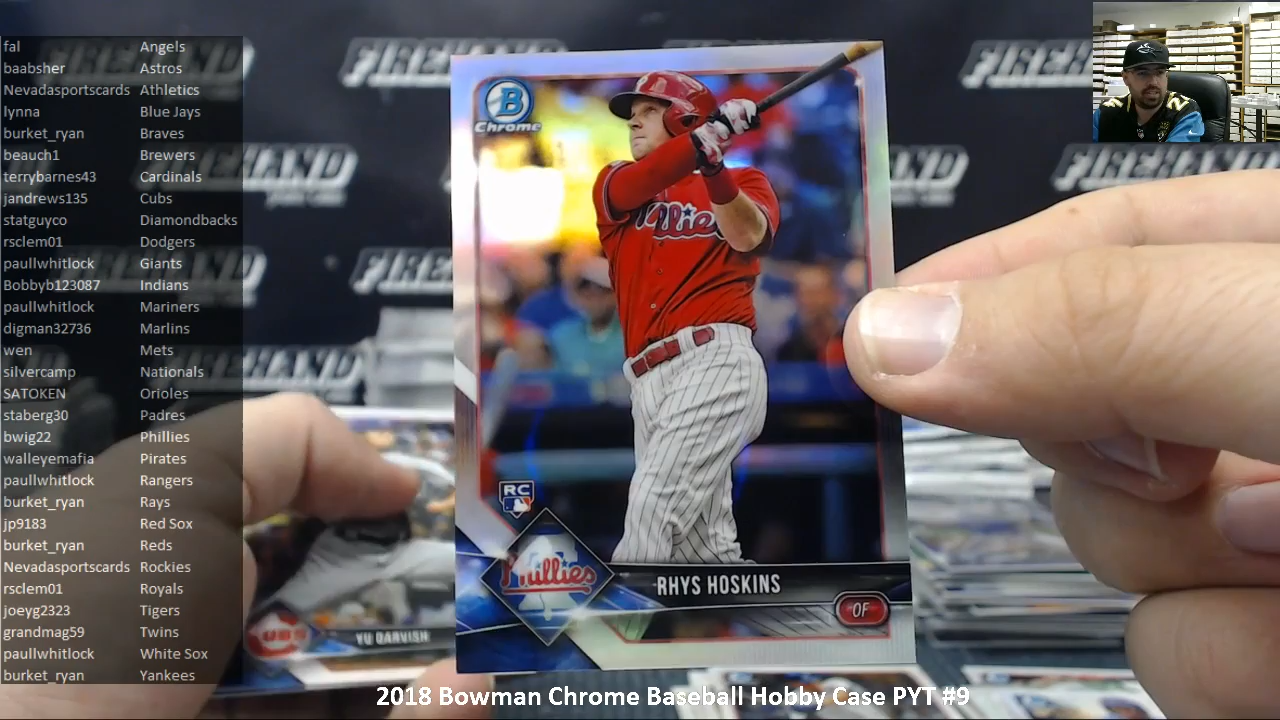 fal Angels
baabsher Astros
Nevadasportscards Athletics
lynna Blue Jays
burket_ryan Braves
beauch1 Brewers
terrybarnes43 Cardinals
jandrews135 Cubs
statguyco Diamondbacks
rsclem01 Dodgers
paullwhitlock Giants
Bobbyb123087 Indians
paullwhitlock Mariners
digman32736 Marlins
wen Mets
silvercamp Nationals
SATOKEN Orioles
staberg30 Padres
bwig22 Phillies
walleyemafia Pirates
paullwhitlock Rangers
burket_ryan Rays
jp9183 Red Sox
burket_ryan Reds
Nevadasportscards Rockies
rsclem01 Royals
joeyg2323 Tigers
grandmag59 Twins
paullwhitlock White Sox
burket_ryan Yankees
FIREHAND
B
Chrome
Phillies
RC
Phillies
RHYS HOSKINS
OF
CUBS
YU DARVISH
2018 Bowman Chrome Baseball Hobby Case PYT #9